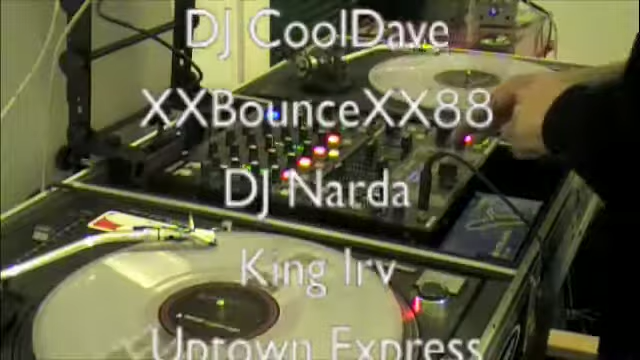 DJ CoolDave
XXBounceXX88
DJ Narda
King Irv
Uptown Express